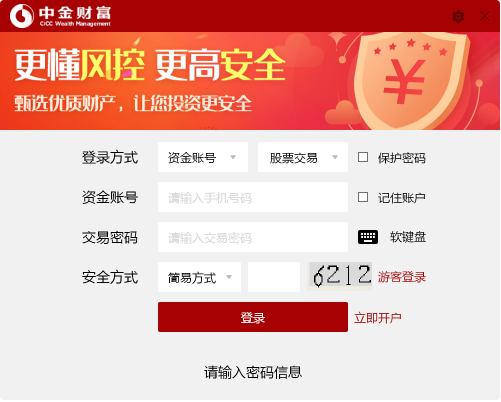 中金财富
CICC Wealth Management
更懂风控 更高安全
甄选优质财产，让您投资更安全
登录方式 资金账号 股票交易 保护密码
资金账号 请输入手机号码 记住账户
交易密码 请输入交易密码 软键盘
安全方式 简易方式 6212 游客登录
登录 立即开户
请输入密码信息